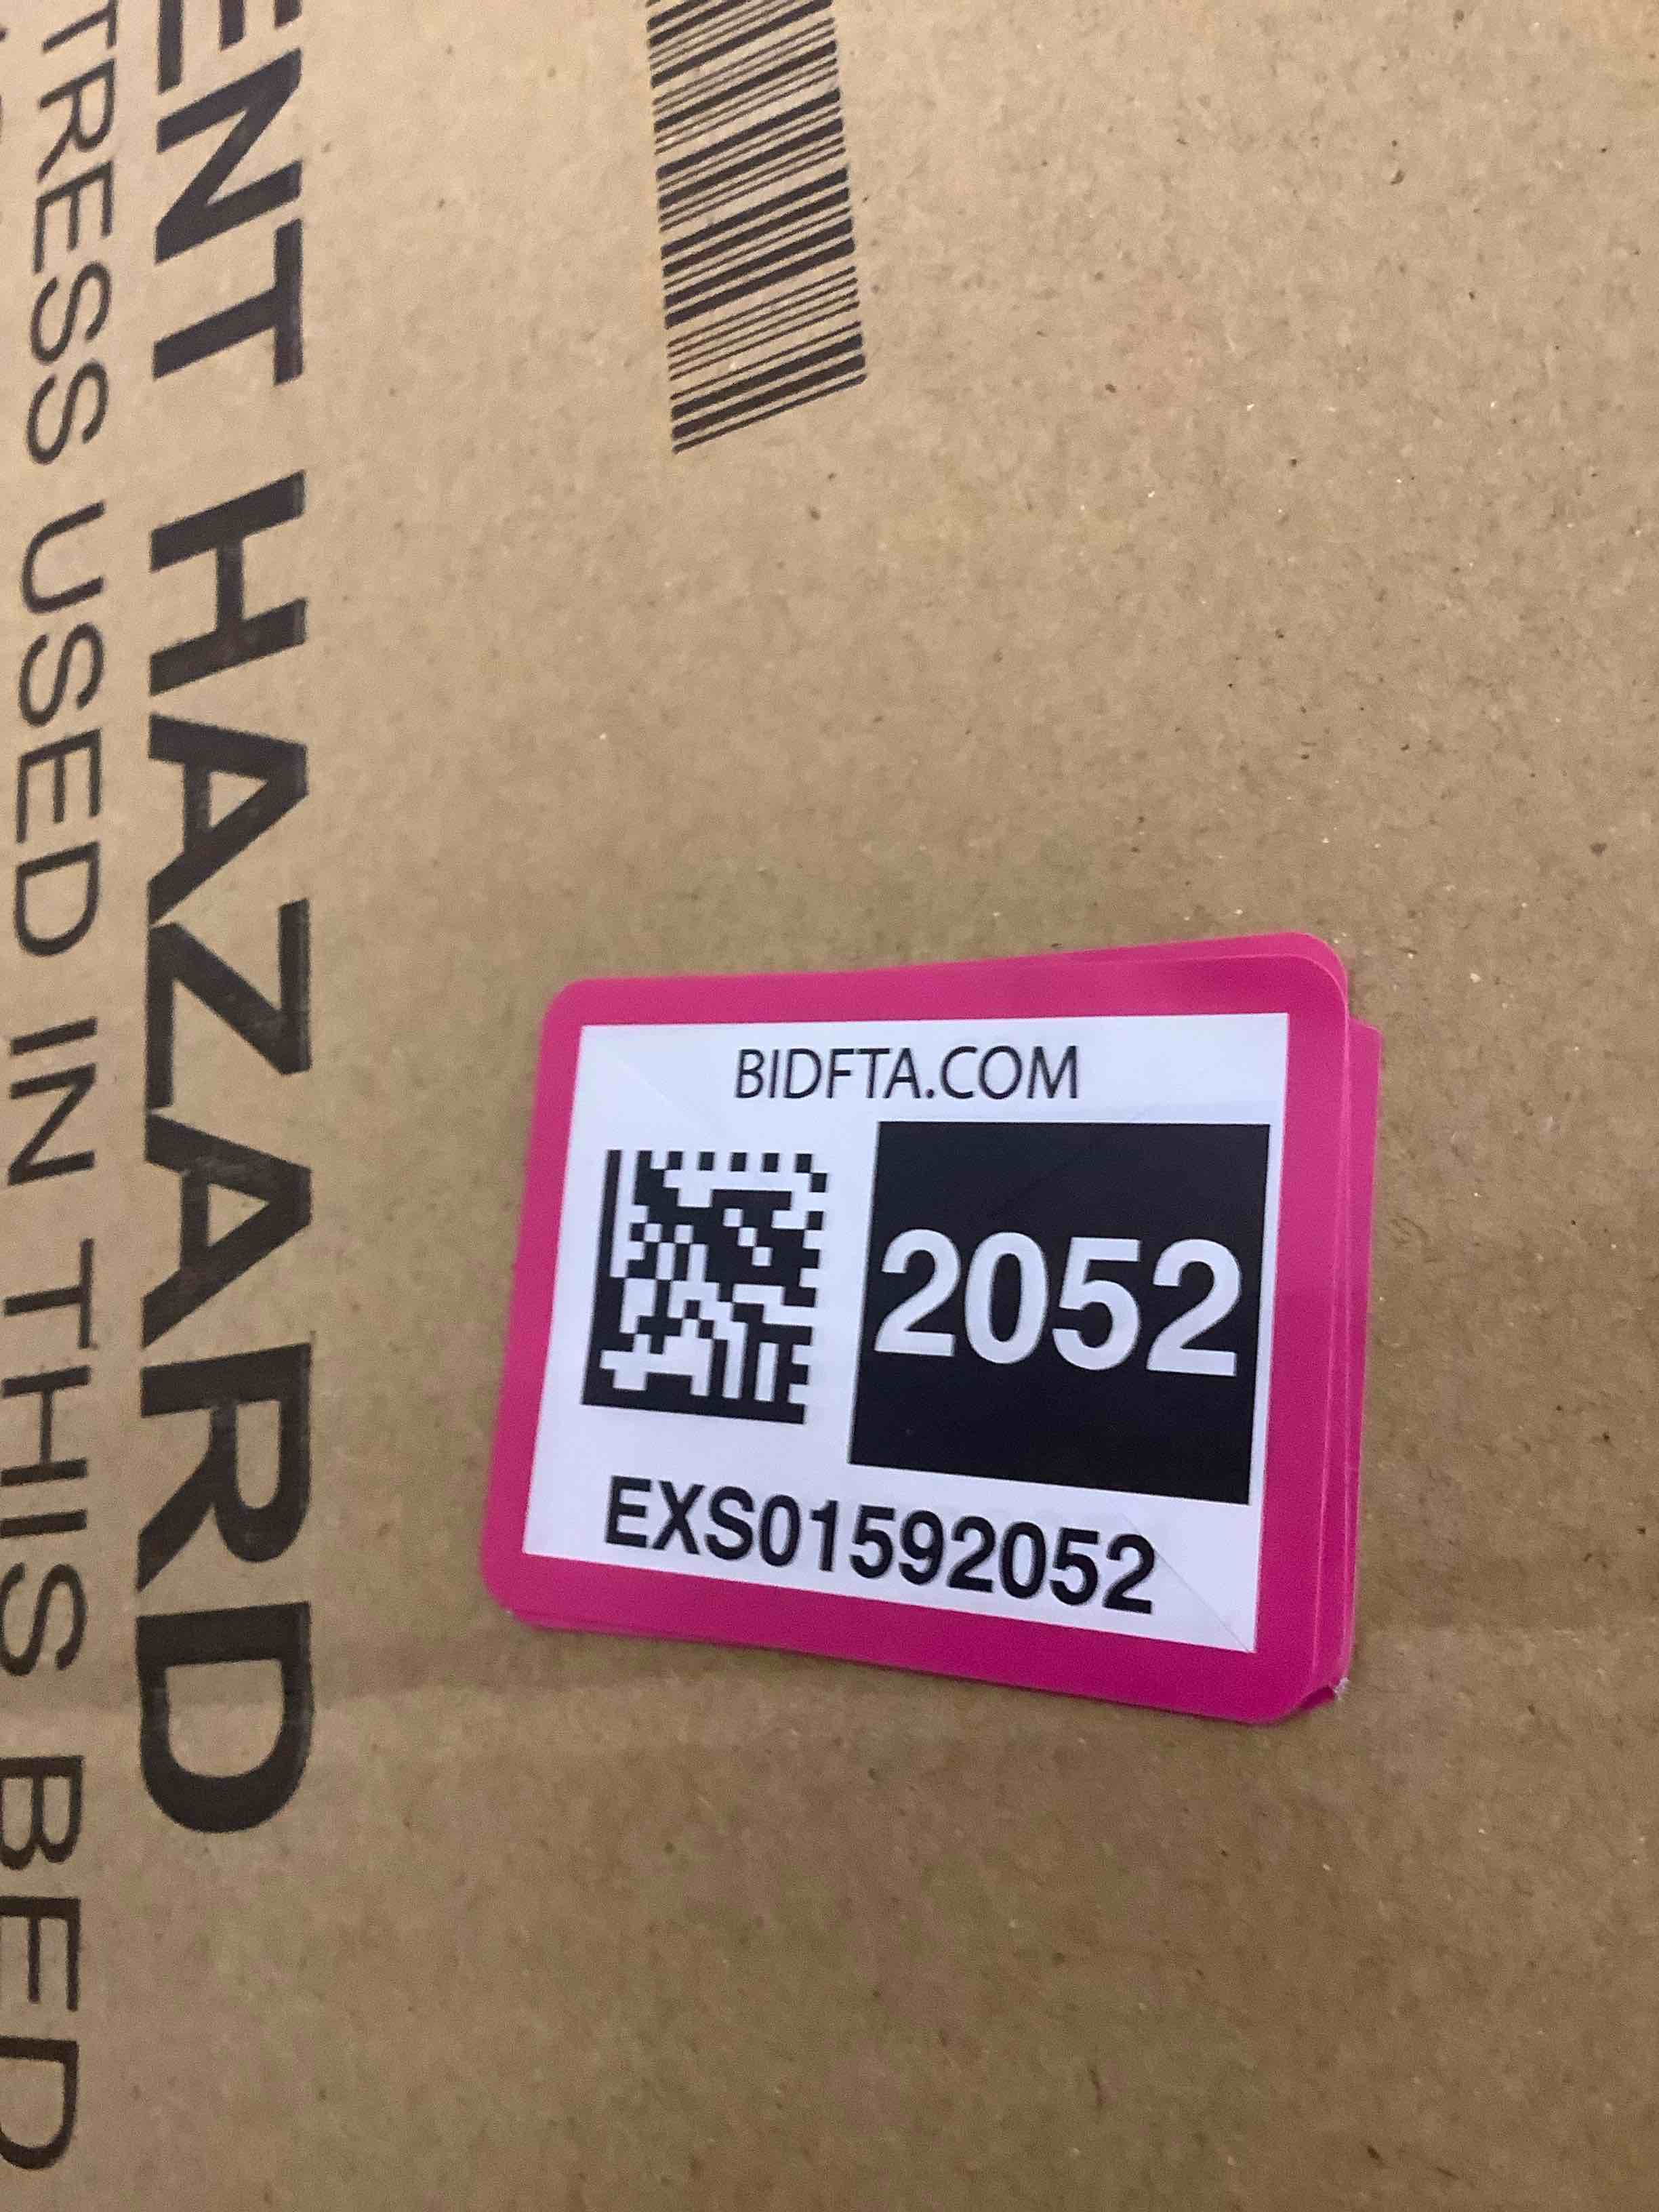 ENT HAZARD
TRESS USED IN THIS BED
BIDFTA.COM
2052
EXS01592052